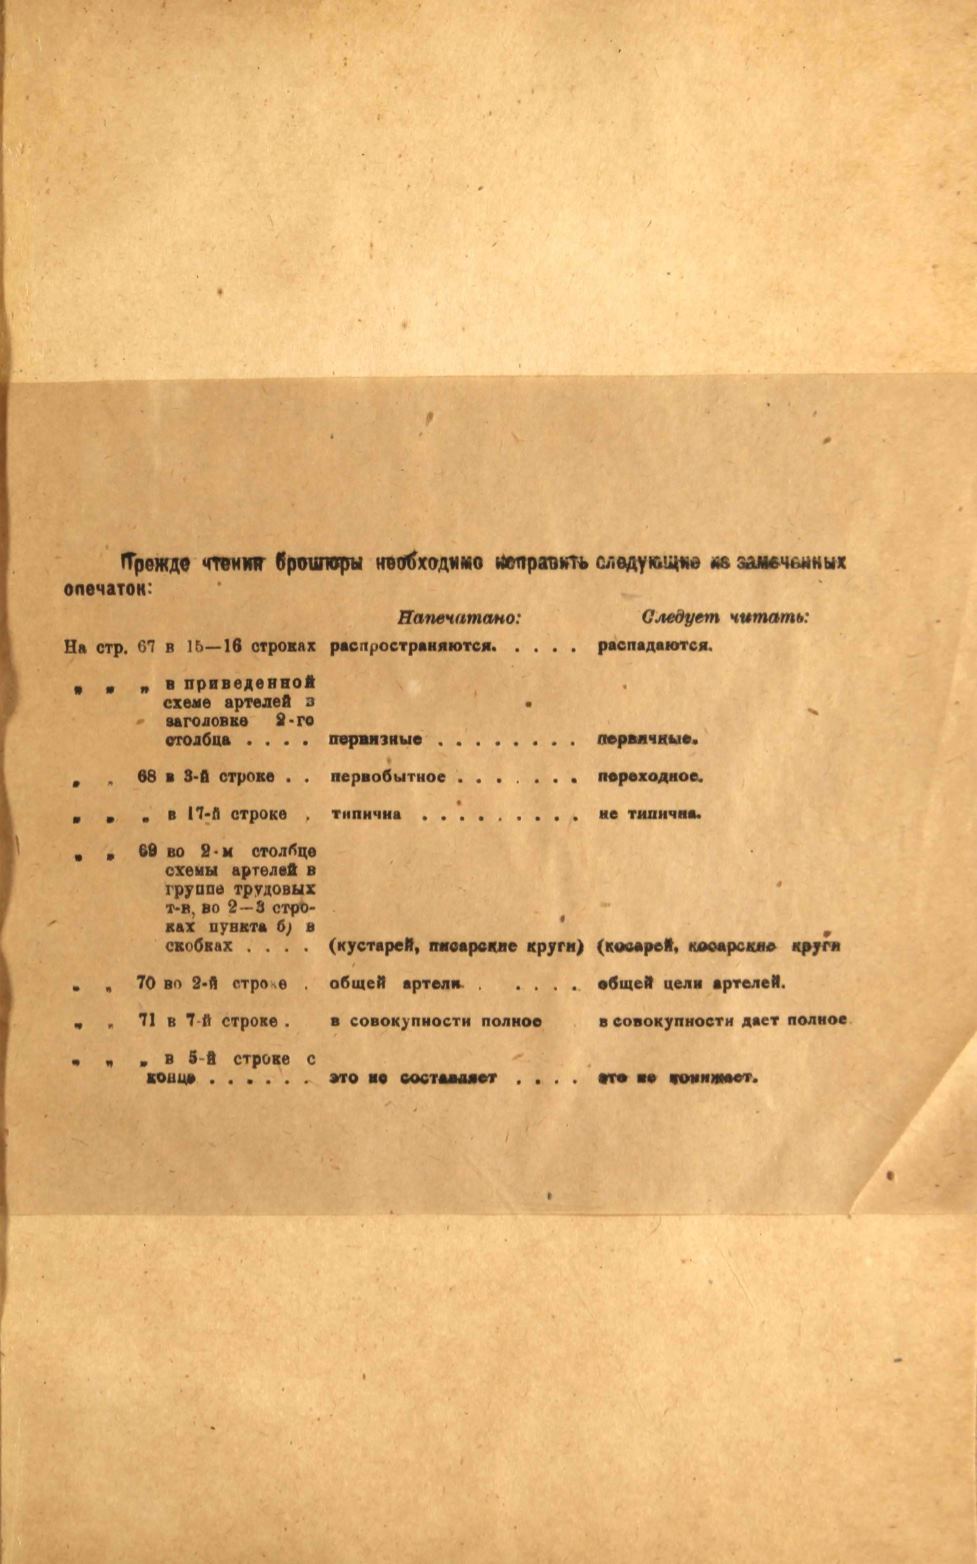 Прежде чтения брошюры необходимо исправить следующие из замеченных
опечаток:
Напечатано: Следует читать:
На стр. 67 в 15—16 строках распространяются. . . . . распадаются.
„ „ „ в приведенной
схеме артелей в
заголовке 2-го
столбца . . . . первизные . . . . . . . . первичные.
„ „ 68 в 3-й строке . . первобытное . . . . . . . переходное.
„ „ „ в 17-й строке . типична . . . . . . . . . не типична.
„ „ 69 во 2-м столбце
схемы артелей в
группе трудовых
т-в, во 2—3 стро-
ках пункта б) в
скобках . . . . (кустарей, писарские круги) (косарей, косарские круги
„ „ 70 во 2-й строке . общей артели. . . . . . общей цели артелей.
„ „ 71 в 7-й строке . в совокупности полное в совокупности дает полное
„ „ „ в 5-й строке с
конце . . . . . . это не составляет . . . . это не понижает.